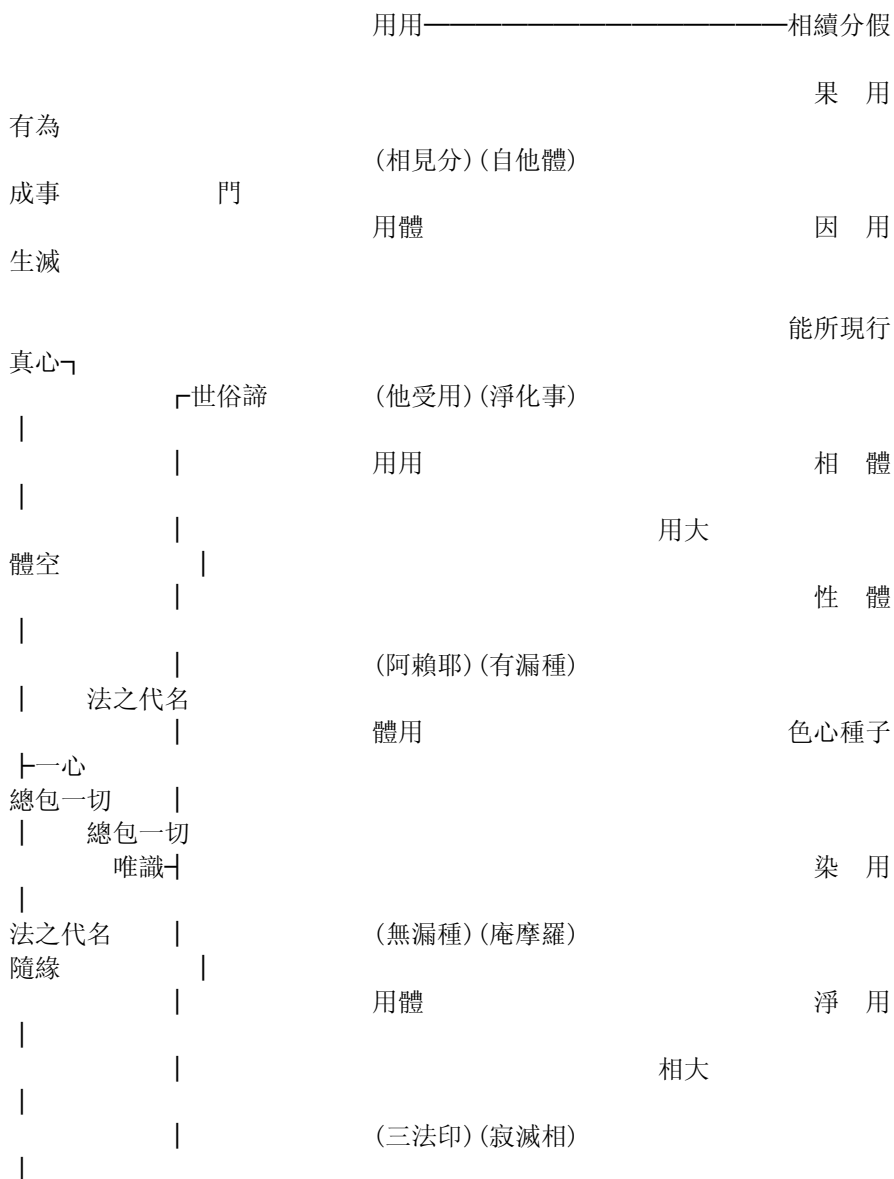 用用──────────────相續分假
果 用
有為
(相見分)(自他體)
成事 門
用體 因 用
生滅
能所現行
真心┐
┌世俗諦 (他受用)(淨化事)
│
│ 用用 相 體
│
│ 用大
體空 │
│ 性 體
│
│ (阿賴耶)(有漏種)
│ 法之代名
│ 體用 色心種子
├一心
總包一切 │
│ 總包一切
唯識┤ 染 用
│
法之代名 │ (無漏種)(庵摩羅)
隨緣 │
│ 用體 淨 用
│
│ 相大
│
│ (三法印)(寂滅相)
│